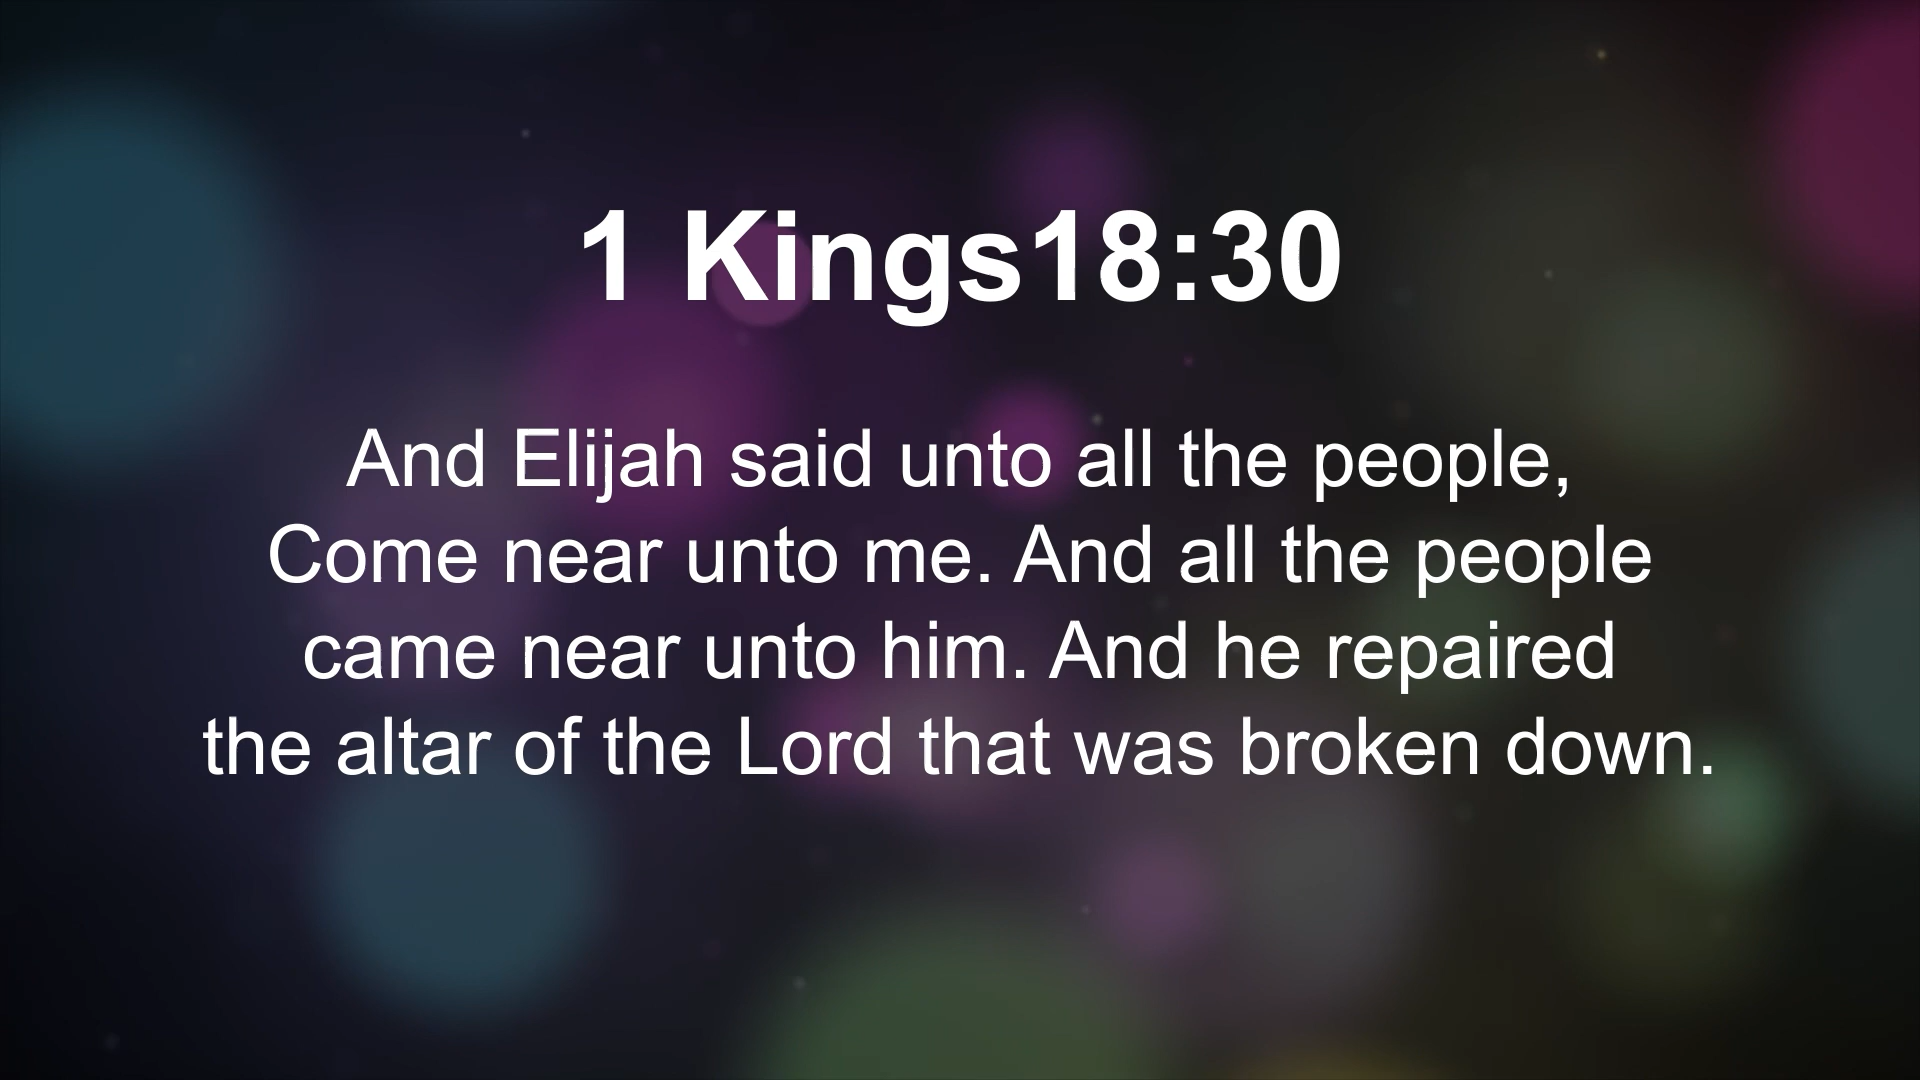 1 Kings18:30
And Elijah said unto all the people,
Come near unto me. And all the people
came near unto him. And he repaired
the altar of the Lord that was broken down.